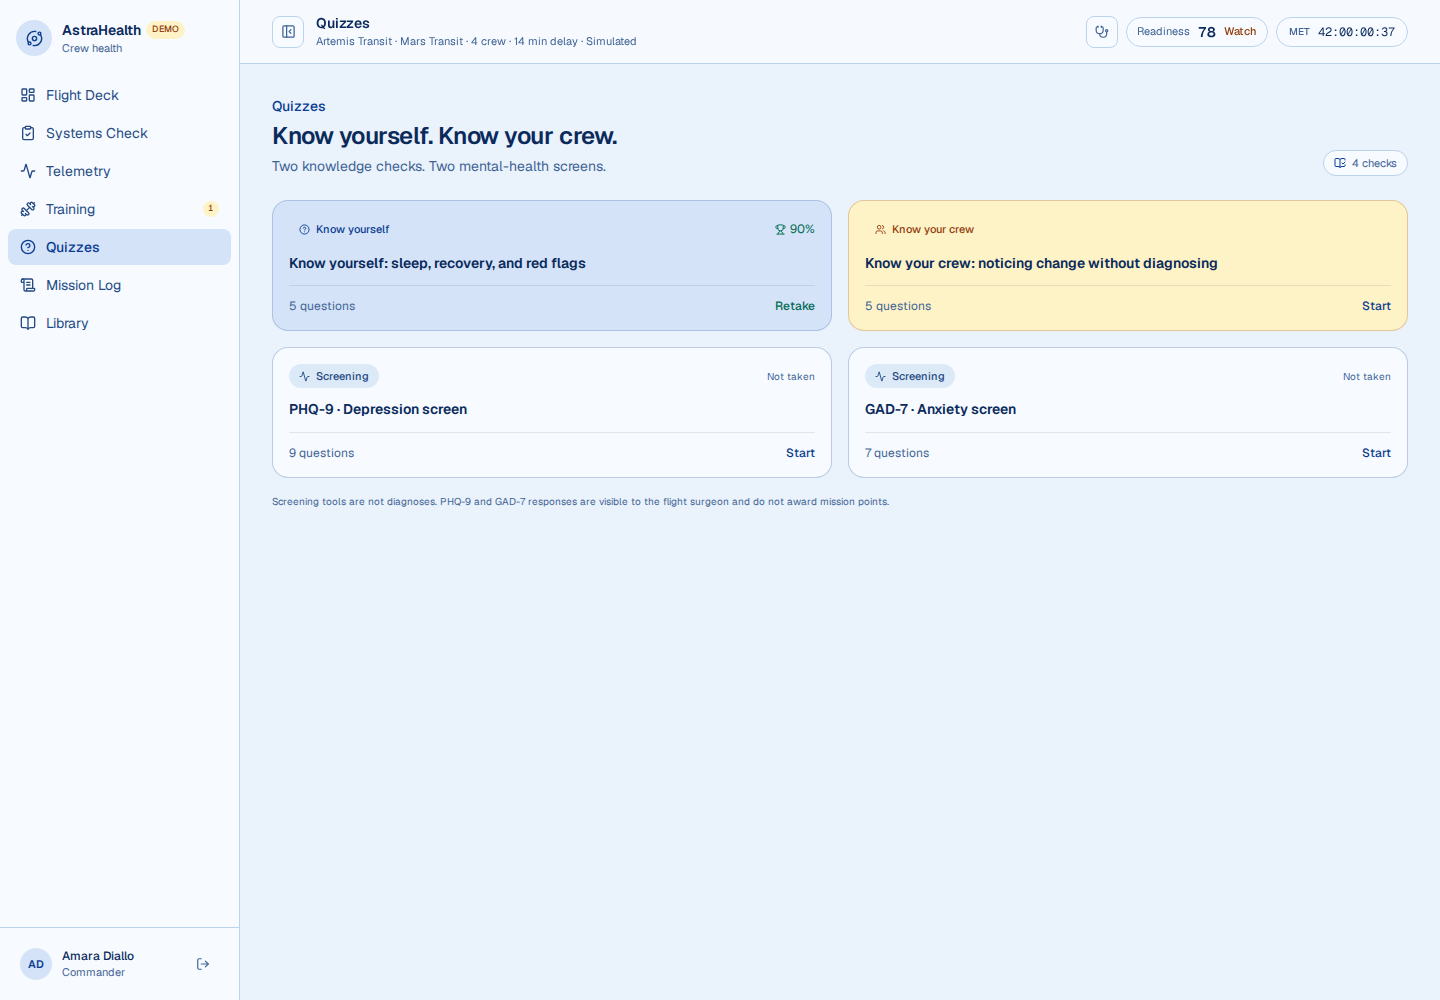 AstraHealth DEMO
Crew health
Flight Deck
Systems Check
Telemetry
Training 1
Quizzes
Mission Log
Library
AD
Amara Diallo
Commander
Quizzes
Artemis Transit · Mars Transit · 4 crew · 14 min delay · Simulated
Readiness 78 Watch
MET 42:00:00:37
Quizzes
Know yourself. Know your crew.
Two knowledge checks. Two mental-health screens.
4 checks
Know yourself 90%
Know yourself: sleep, recovery, and red flags
5 questions Retake
Know your crew
Know your crew: noticing change without diagnosing
5 questions Start
Screening Not taken
PHQ-9 · Depression screen
9 questions Start
Screening Not taken
GAD-7 · Anxiety screen
7 questions Start
Screening tools are not diagnoses. PHQ-9 and GAD-7 responses are visible to the flight surgeon and do not award mission points.